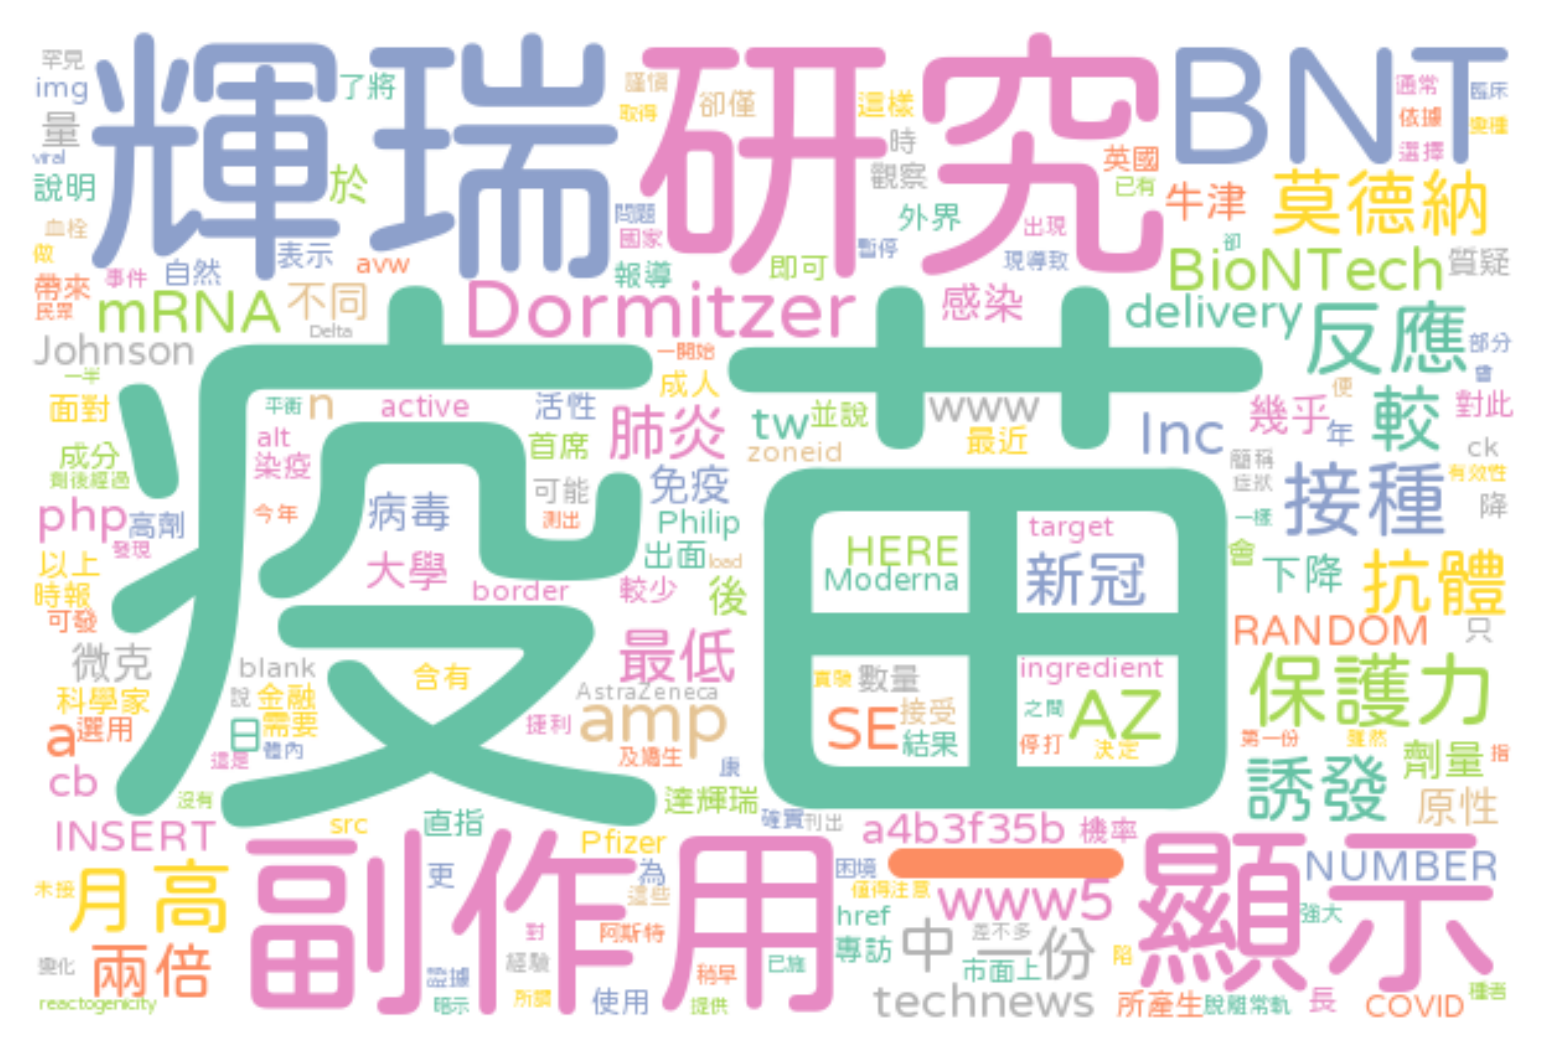 罕見
img
量
viral
說明
血栓
做
帶來
民眾
事件
自然
輝瑞
了將
於
表示
avw
研究
謹慎
取得
卻僅
這樣
時
觀察
問題
國家
報導
外界
暫停
即可
出現
現導致
英國
已有
卻
BNT
通常
依據
選擇
臨床
變種
牛津
莫德納
BioNTech
質疑
mRNA
不同
Delta
Johnson
Dormitzer
感染
delivery
反應
部分
曾
一半
面對
成分
劑後經過
php
高劑
發現
以上
時報
可發
微克
科學家
a
選用
cb
疫苗
平衡
n
alt
染疫
今年
active
活性
首席
病毒
可能
測出
大學
border
blank
說
金融
需要
日
體內
這是
沒有
含有
一開始
成人
肺炎
tw
並說
zoneid
免疫
Philip
出面
load
較少
後
最低
AstraZeneca
amp
捷利
及嬌生
康
達輝瑞
www
最近
Inc
幾乎
年
便
較
對此
ck
簡稱
症狀
有效性
接種
降
一樣
會
下降
抗體
HERE
Moderna
target
新冠
數量
SE
接受
結果
ingredient
之間
AZ
停打
決定
RANDOM
只
保護力
第一份
雖然
指
誘發
劑量
原性
INSERT
src
直指
Pfizer
確實
刊出
a4b3f35b
機率
月高
未接
兩倍
變化
reactogenicity
副作用
更
為
這些
對
阿斯特
經驗
證據
暗示
所謂
使用
稍早
提供
已施
困境
值得注意
href
專訪
www5
中
差不多
一份
市面上
technews
陷
顯示
NUMBER
強大
所產生
脫離常軌
長
COVID